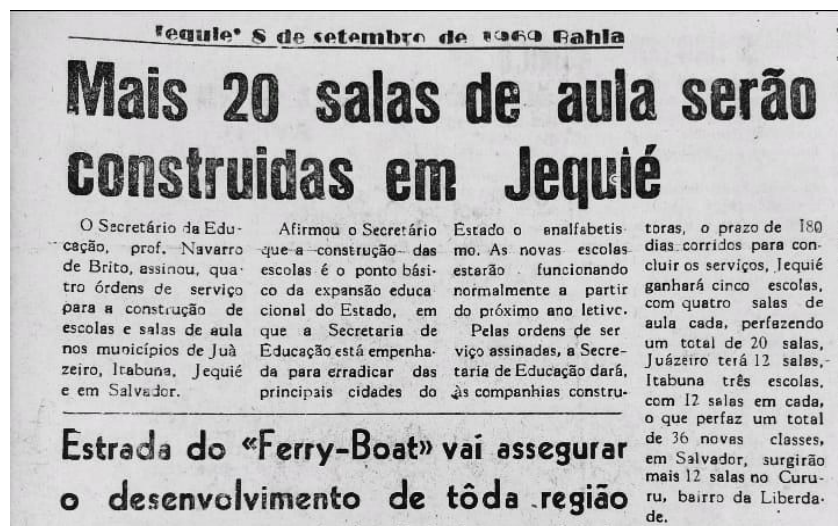 Jequié 8 de setembro de 1969 Bahia
Mais 20 salas de aula serão
construidas em Jequié
O Secretário da Edu-
cação, prof. Navarro
de Brito, assinou, qua
tro órdens de serviço
para a construção de
escolas e salas de aula
nos municípios de Juà
zeiro, Itabuna, Jequié
e em Salvador.
Afirmou o Secretário
que a construção das
escolas é o ponto bási
co da expansão educa
cional do Estado, em
que a Secretaria de
Educação está empenha
da para erradicar das
principais cidades do
Estado o analfabetis
mo. As novas escolas
estarão funcionando
normalmente a partir
do próximo ano letivo.
Pelas ordens de ser
viço assinadas, a Secre-
taria de Educação dará,
às companhias constru-
toras, o prazo de 180
dias corridos para con-
cluir os serviços, Jequié
ganhará cinco escolas,
com quatro salas de
aula cada, perfazendo
um total de 20 salas,
Juázeiro terá 12 salas,
Itabuna três escolas,
com 12 salas em cada,
o que perfaz um total
de 36 novas classes,
em Salvador, surgirão
mais 12 salas no Curu-
ru, bairro da Liberda-
de.
Estrada do «Ferry-Boat» vai assegurar
o desenvolvimento de tôda região